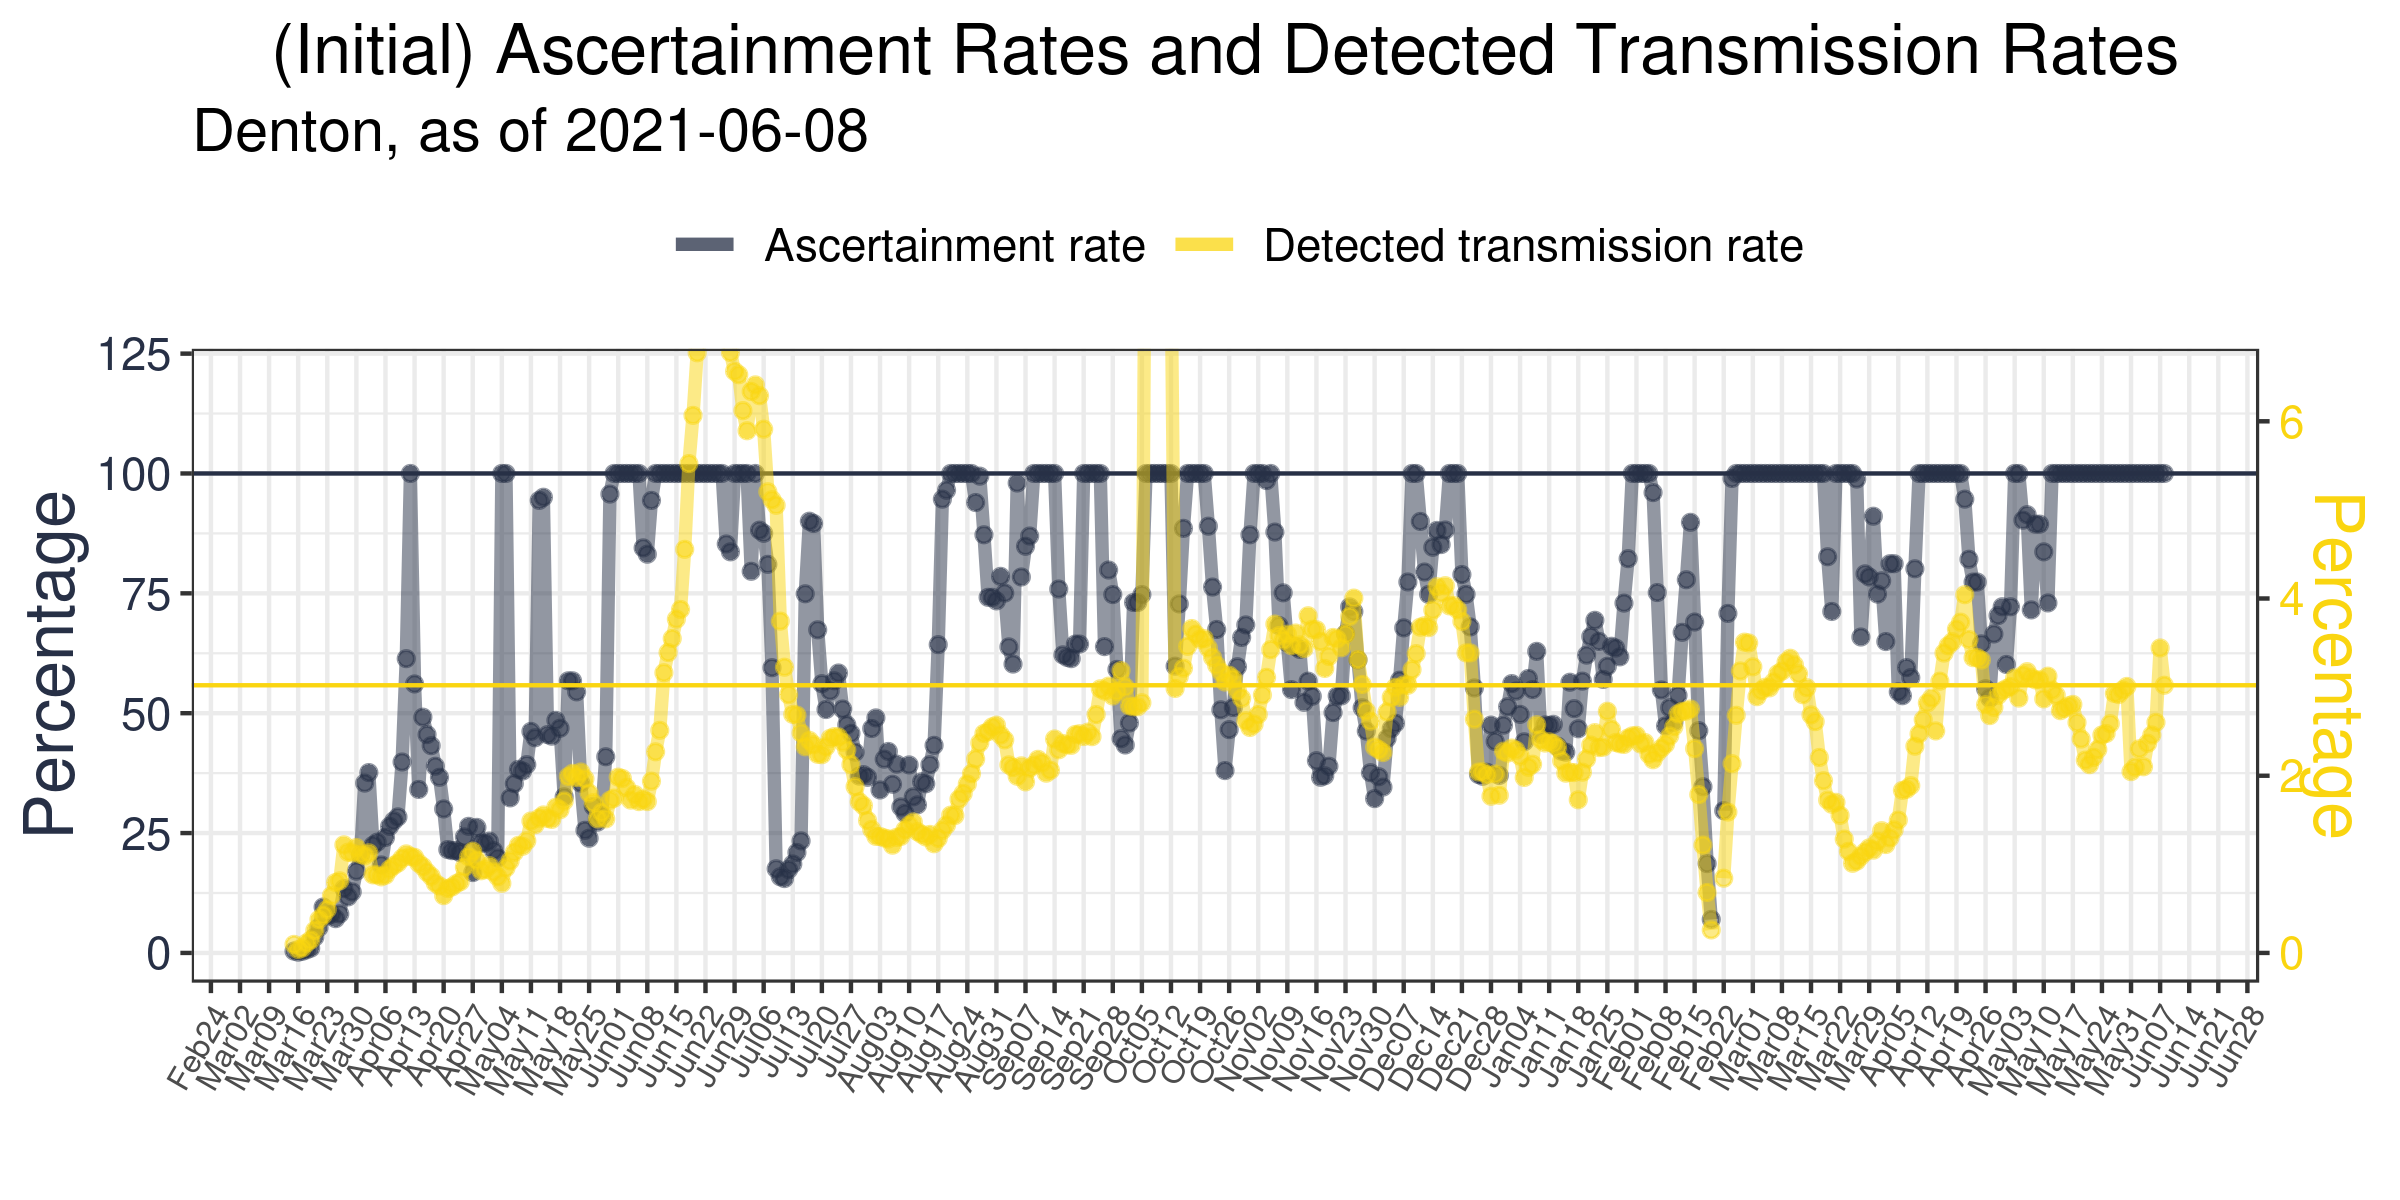 (Initial) Ascertainment Rates and Detected Transmission Rates
Denton, as of 2021-06-08
Ascertainment rate
Detected transmission rate
Percentage
125
100
75
50
25
0
6
4
2
0
Percentage
Feb24
Mar02
Mar09
Mar16
Mar23
Mar30
Apr06
Apr13
Apr20
Apr27
May04
May11
May18
May25
Jun01
Jun08
Jun15
Jun22
Jun29
Jul06
Jul13
Jul20
Jul27
Aug03
Aug10
Aug17
Aug24
Aug31
Sep07
Sep14
Sep21
Sep28
Oct05
Oct12
Oct19
Oct26
Nov02
Nov09
Nov16
Nov23
Nov30
Dec07
Dec14
Dec21
Dec28
Jan04
Jan11
Jan18
Jan25
Feb01
Feb08
Feb15
Feb22
Mar01
Mar08
Mar15
Mar22
Mar29
Apr05
Apr12
Apr19
Apr26
May03
May10
May17
May24
May31
Jun07
Jun14
Jun21
Jun28